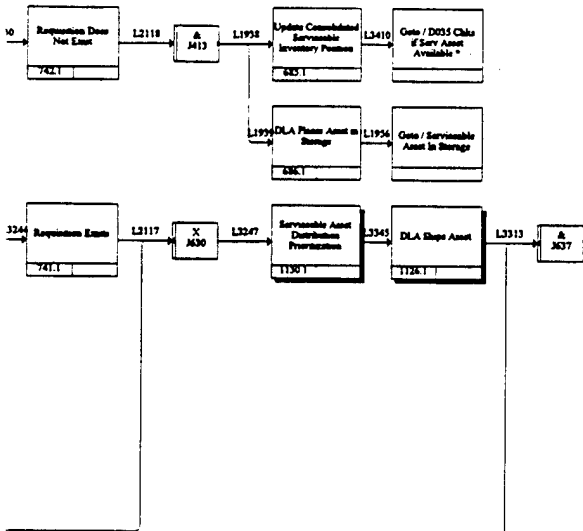 Requisition Does
Not Exist
742.1
L2118
&
J413
L1938
Update Consolidated
Serviceable
Inventory Position
685.1
L3410
Goto / D035 Chks
if Serv Asset
Available *
L1939
DLA Places Asset in
Storage
686.1
L1956
Goto / Serviceable
Asset In Storage
L3244
Requisition Exists
741.1
L2117
X
J630
L3247
Serviceable Asset
Distribution
Prioritization
1130.1
L3345
DLA Ships Asset
1126.1
L3313
&
J637